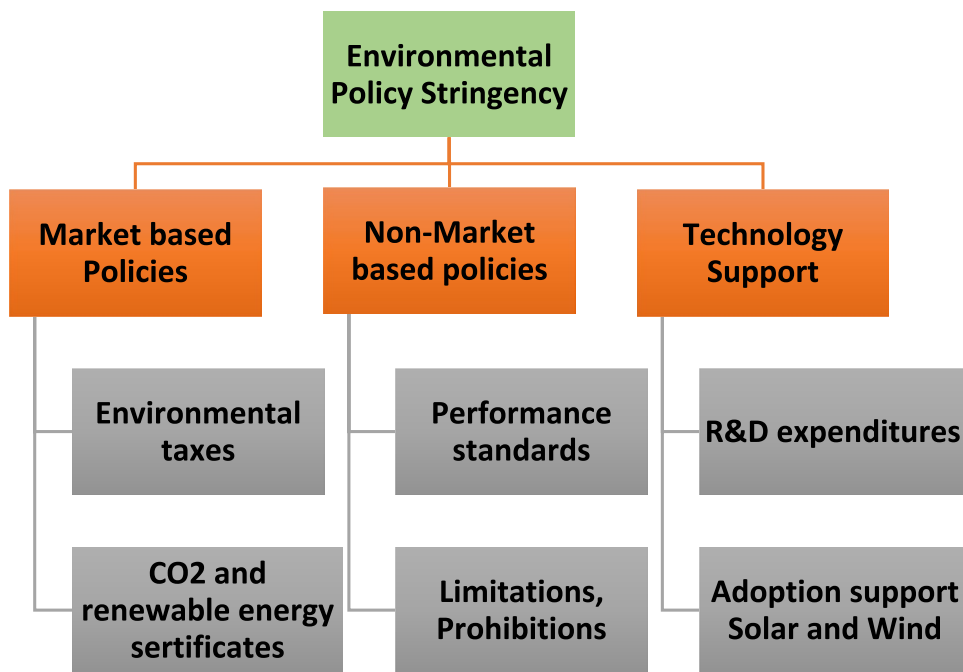 Environmental
Policy Stringency
Market based
Policies
Non-Market
based policies
Technology
Support
Environmental
taxes
Performance
standards
R&D expenditures
CO2 and
renewable energy
sertificates
Limitations,
Prohibitions
Adoption support
Solar and Wind